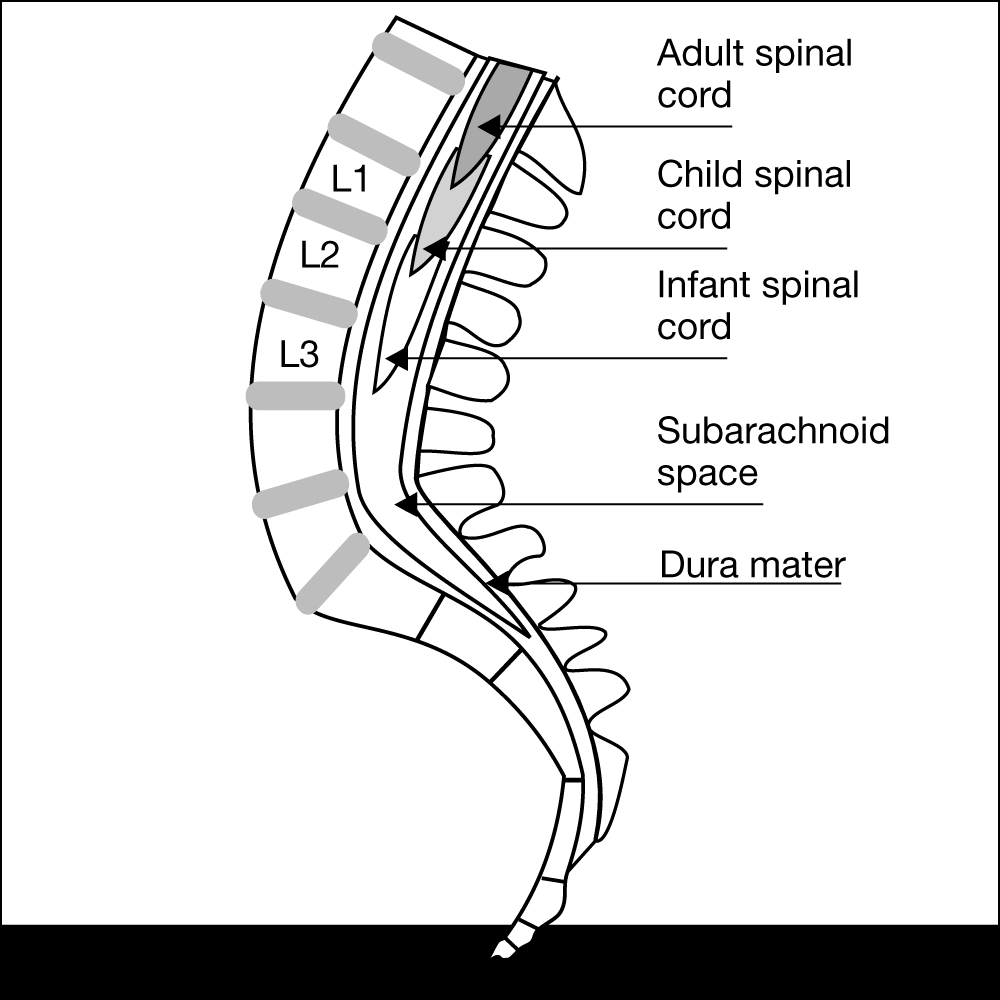 Adult spinal
cord
Child spinal
cord
L1
L2
Infant spinal
cord
L3
Subarachnoid
space
Dura mater